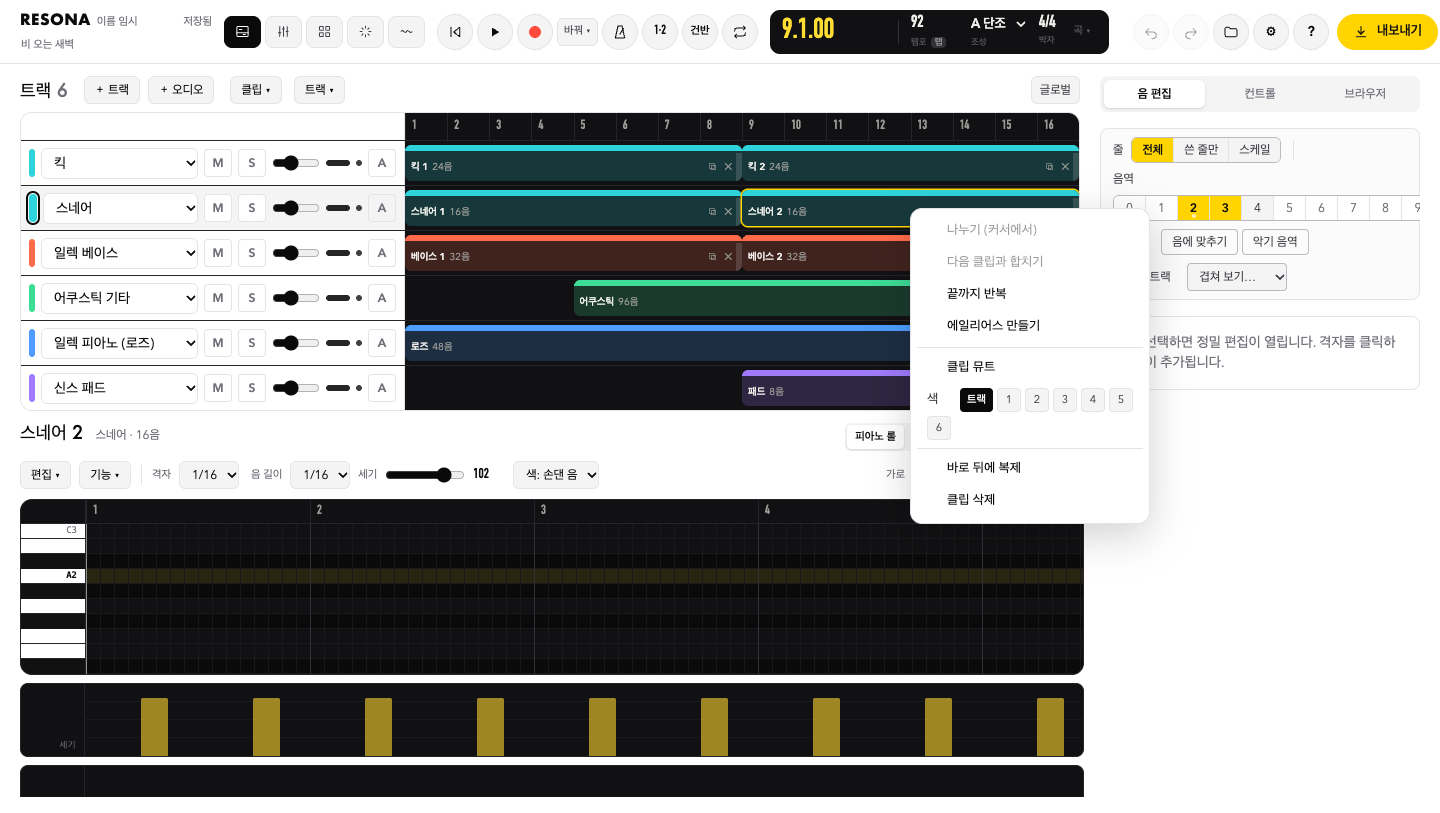 RESONA 이름 임시 저장됨
비 오는 새벽
바꿔 ▾
1·2
건반
9.1.00
92
템포 탭
A 단조
조성
4/4
박자
곡 ▾
?
내보내기
트랙 6
+ 트랙
+ 오디오
클립 ▾
트랙 ▾
글로벌
1 2 3 4 5 6 7 8 9 10 11 12 13 14 15 16
킥 M S A
킥 1 24음
킥 2 24음
스네어 M S A
스네어 1 16음
스네어 2 16음
일렉 베이스 M S A
베이스 1 32음
베이스 2 32음
어쿠스틱 기타 M S A
어쿠스틱 96음
일렉 피아노 (로즈) M S A
로즈 48음
신스 패드 M S A
패드 8음
나누기 (커서에서)
다음 클립과 합치기
끝까지 반복
에일리어스 만들기
클립 뮤트
색 트랙 1 2 3 4 5
6
바로 뒤에 복제
클립 삭제
음 편집 컨트롤 브라우저
줄 전체 쓴 줄만 스케일
음역
0 1 2 3 4 5 6 7 8 9
음에 맞추기 악기 음역
트랙 겹쳐 보기...
선택하면 정밀 편집이 열립니다. 격자를 클릭하
이 추가됩니다.
스네어 2 스네어 · 16음
피아노 롤
편집 ▾ 기능 ▾ 격자 1/16 음 길이 1/16 세기 102 색: 손댄 음 가로
1 2 3 4
C3
A2
세기